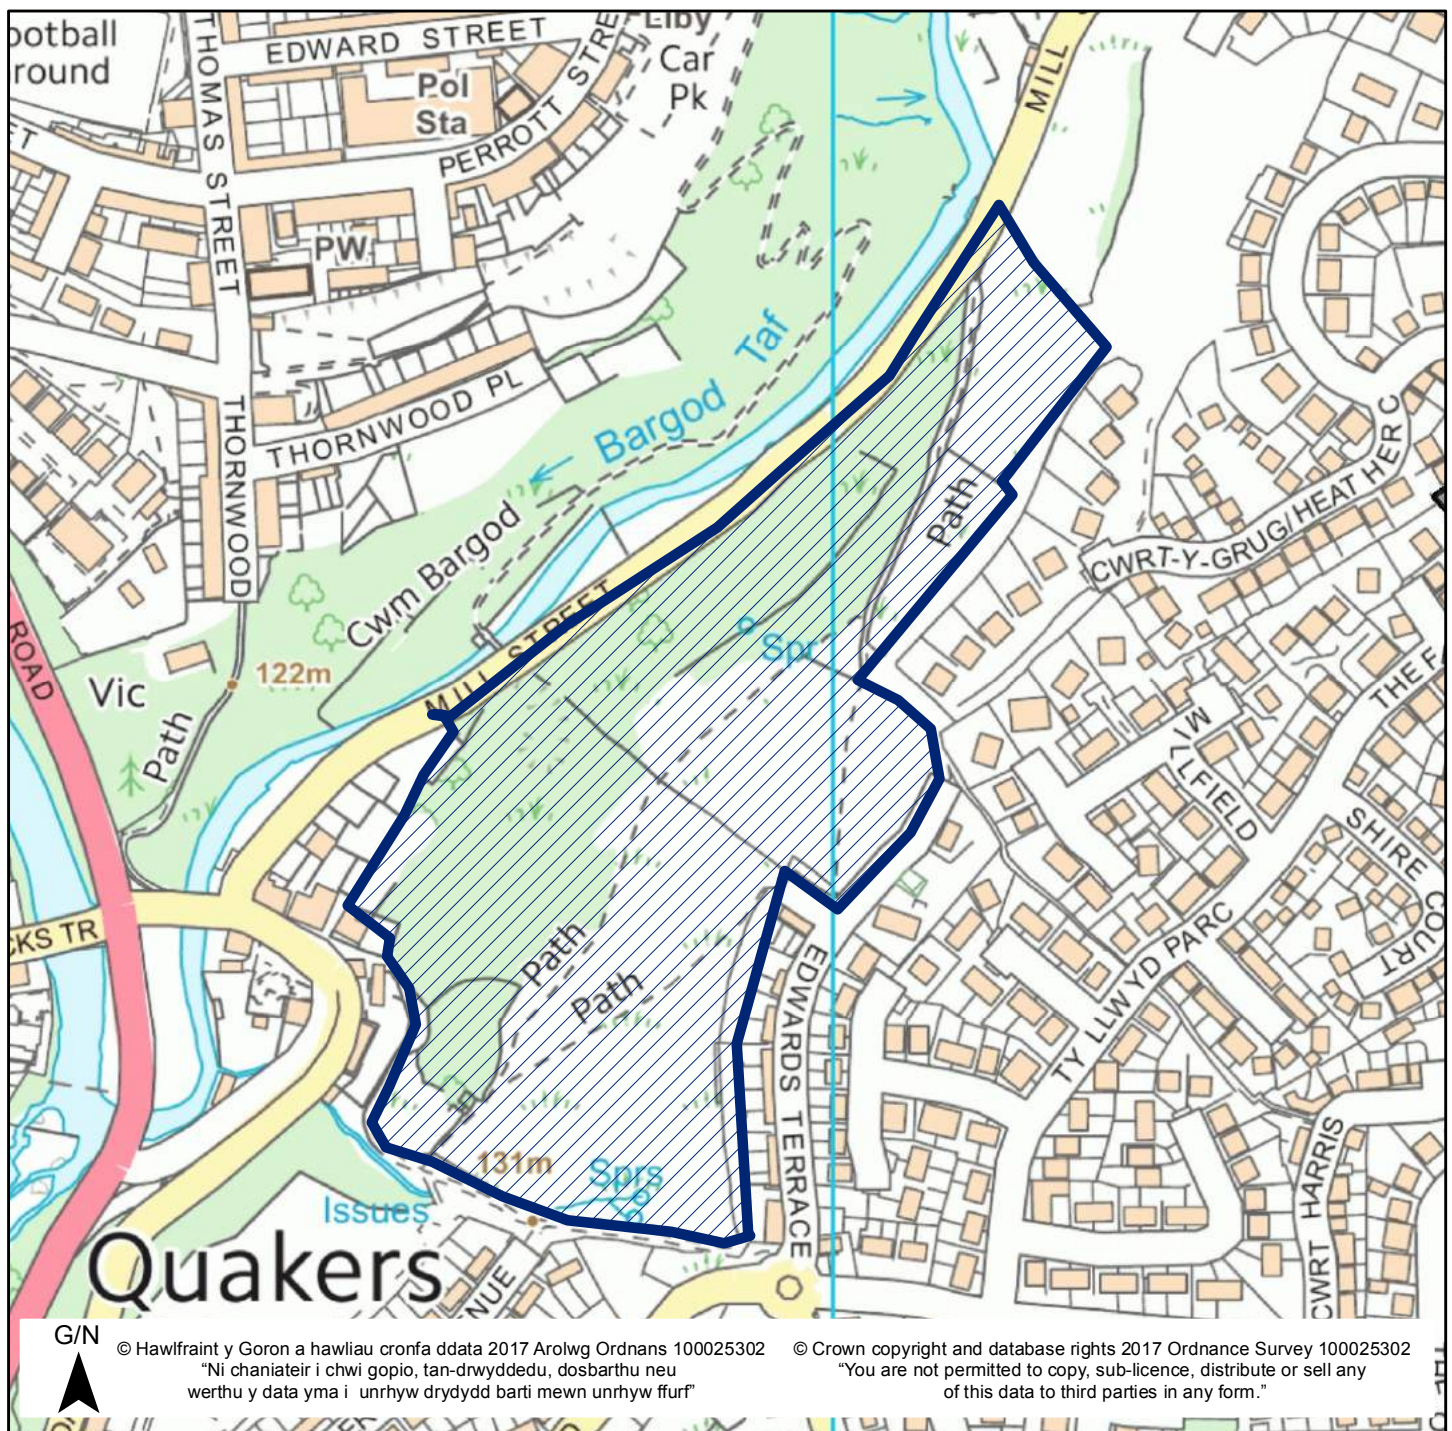 ootball
round
THOMAS STREET
EDWARD STREET
Pol
Sta
PERROTT STRE
Car
Pk
MILL
ET
PW
Taf
Bargod
THORNWOOD PL
THORNWOOD
Cwm Bargod
Path
CWRT-Y-GRUG/HEATHER C
ROAD
122m
Vic
Path
MILL STREET
Spr
THE F
MILLFIELD
SHIRE COURT
CKS TR
Path
Path
EDWARDS TERRACE
TY LLWYD PARC
131m
Sprs
Issues
CWRT HARRIS
Quakers
NUE
G/N
© Hawlfraint y Goron a hawliau cronfa ddata 2017 Arolwg Ordnans 100025302
“Ni chaniateir i chwi gopio, tan-drwyddedu, dosbarthu neu
werthu y data yma i unrhyw drydydd barti mewn unrhyw ffurf”
© Crown copyright and database rights 2017 Ordnance Survey 100025302
“You are not permitted to copy, sub-licence, distribute or sell any
of this data to third parties in any form.”